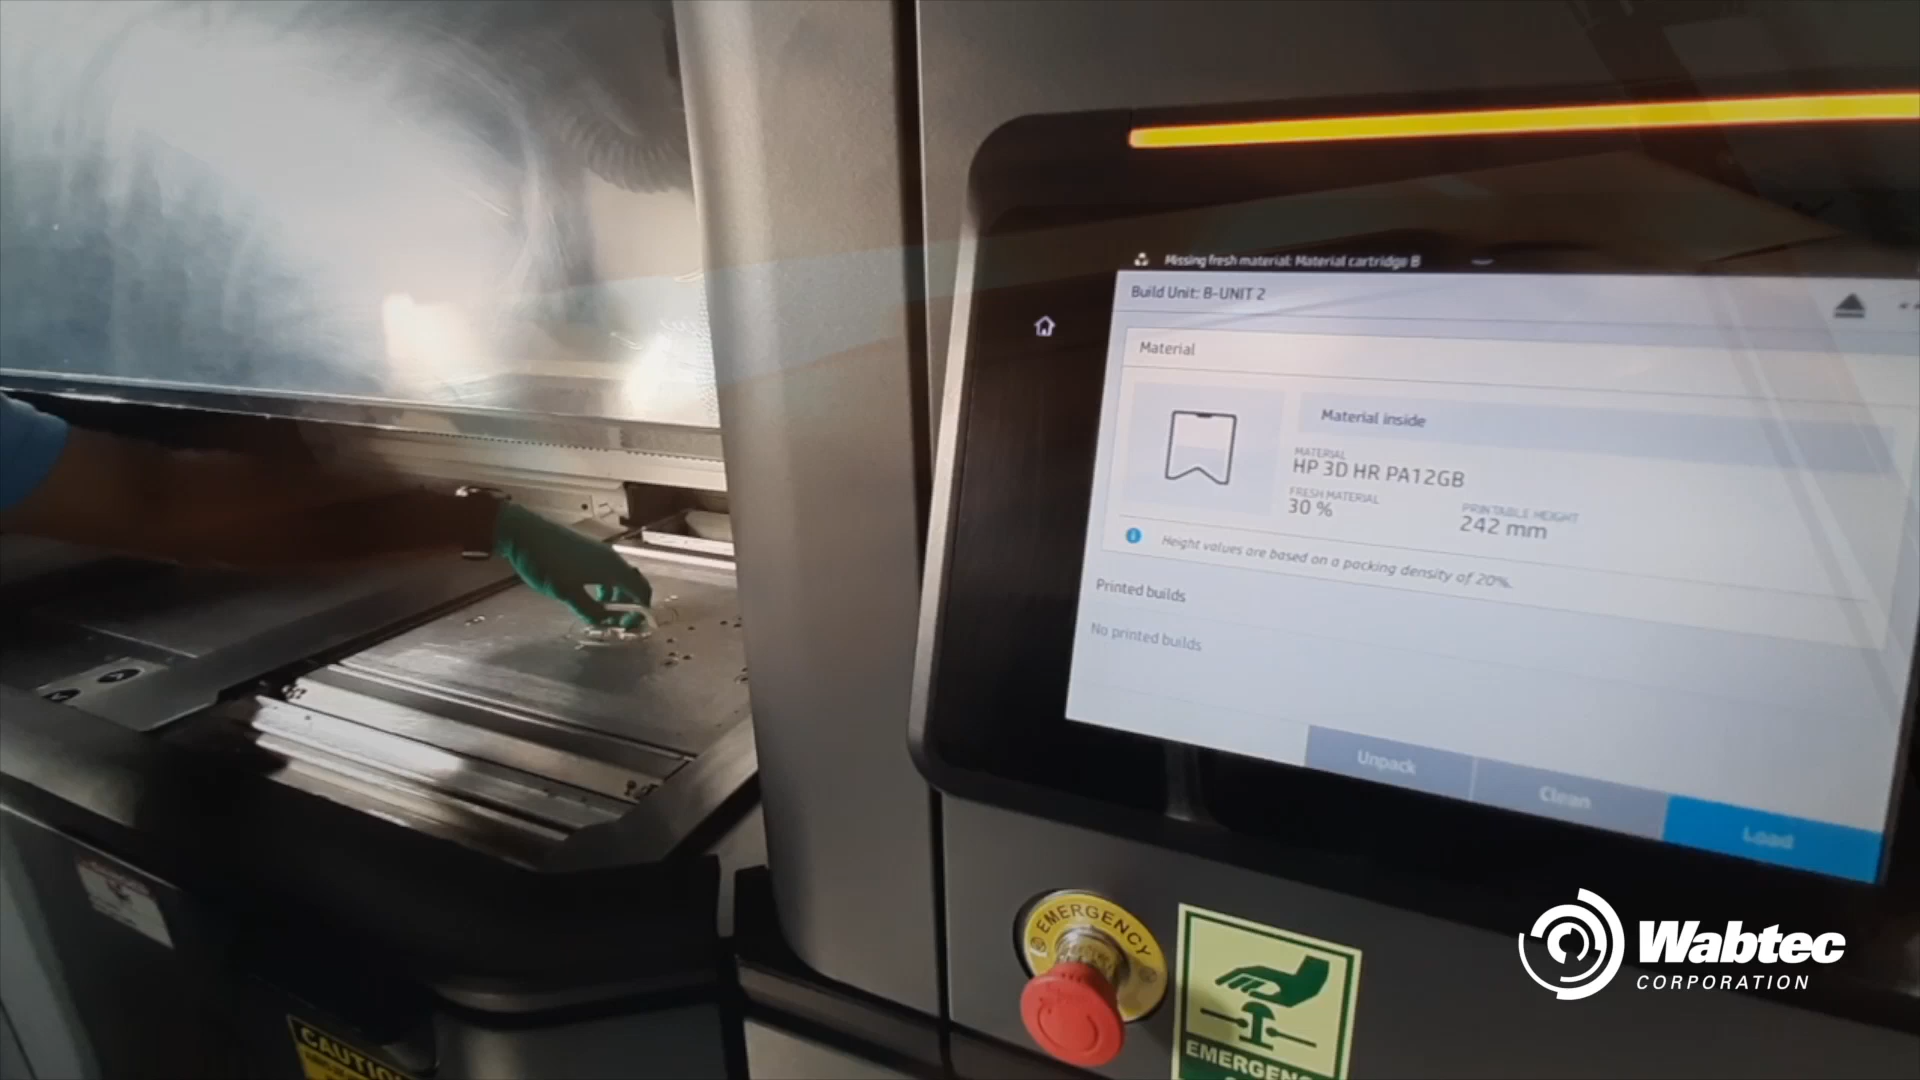 Missing fresh material: Material cartridge B
Build Unit: B-UNIT 2
Material
Material inside
MATERIAL
HP 3D HR PA12GB
FRESH MATERIAL
30 %
PRINTABLE HEIGHT
242 mm
Height values are based on a packing density of 20%.
Printed builds
No printed builds
Unpack
Clean
Load
EMERGENCY
EMERGENC
CAUTION
Wabtec
CORPORATION